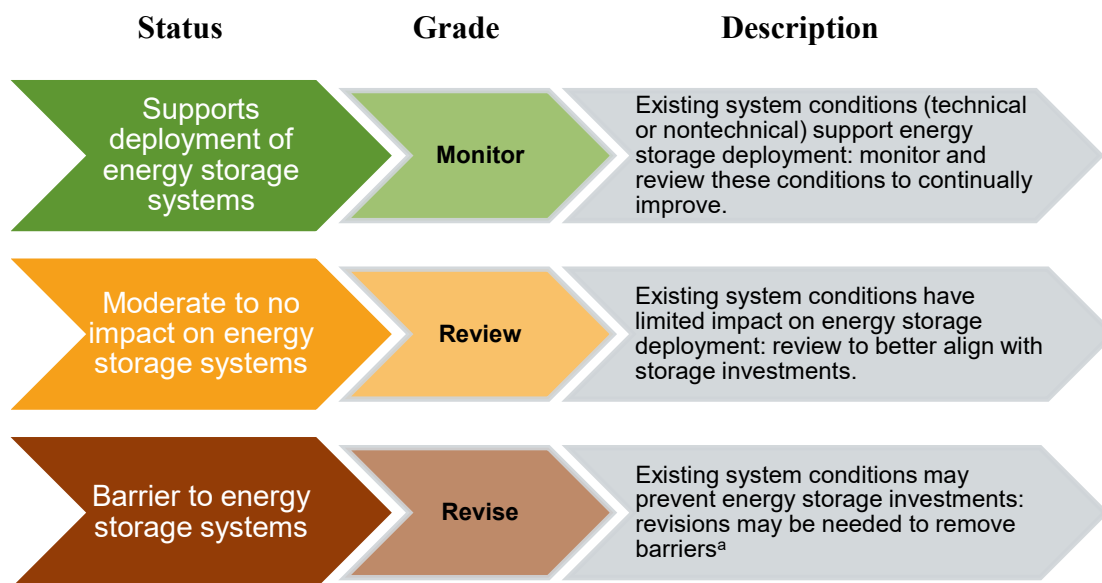 Status Grade Description
Supports
deployment of
energy storage
systems
Monitor
Existing system conditions (technical
or nontechnical) support energy
storage deployment: monitor and
review these conditions to continually
improve.
Moderate to no
impact on energy
storage systems
Review
Existing system conditions have
limited impact on energy storage
deployment: review to better align with
storage investments.
Barrier to energy
storage systems
Revise
Existing system conditions may
prevent energy storage investments:
revisions may be needed to remove
barriersᵃ